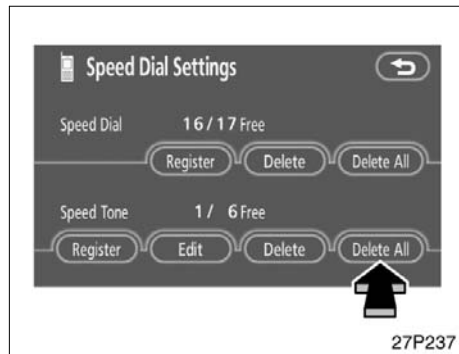 Speed Dial Settings
Speed Dial 16/17 Free
Register Delete Delete All
Speed Tone 1/ 6 Free
Register Edit Delete Delete All
27P237